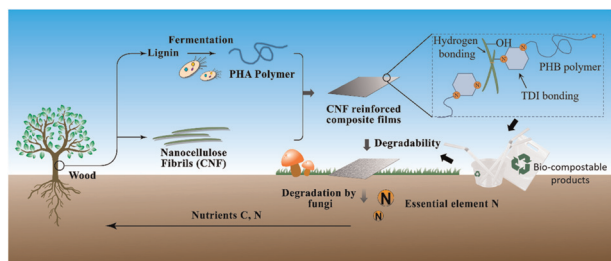 Fermentation
Lignin
PHA Polymer
Nanocellulose
Fibrils (CNF)
Wood
CNF reinforced
composite films
Hydrogen
bonding
OH
N
N
PHB polymer
N
N
TDI bonding
Degradability
Bio-compostable
products
Degradation by
fungi
N
N
Essential element N
Nutrients C, N